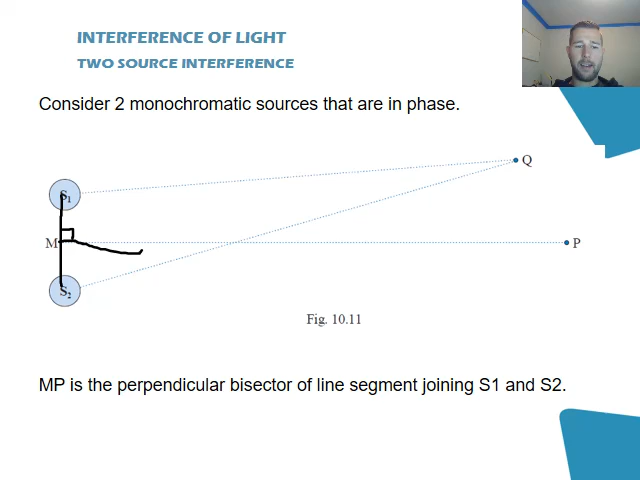 INTERFERENCE OF LIGHT
TWO SOURCE INTERFERENCE
Consider 2 monochromatic sources that are in phase.
Q
S₁
M
P
S₂
Fig. 10.11
MP is the perpendicular bisector of line segment joining S1 and S2.